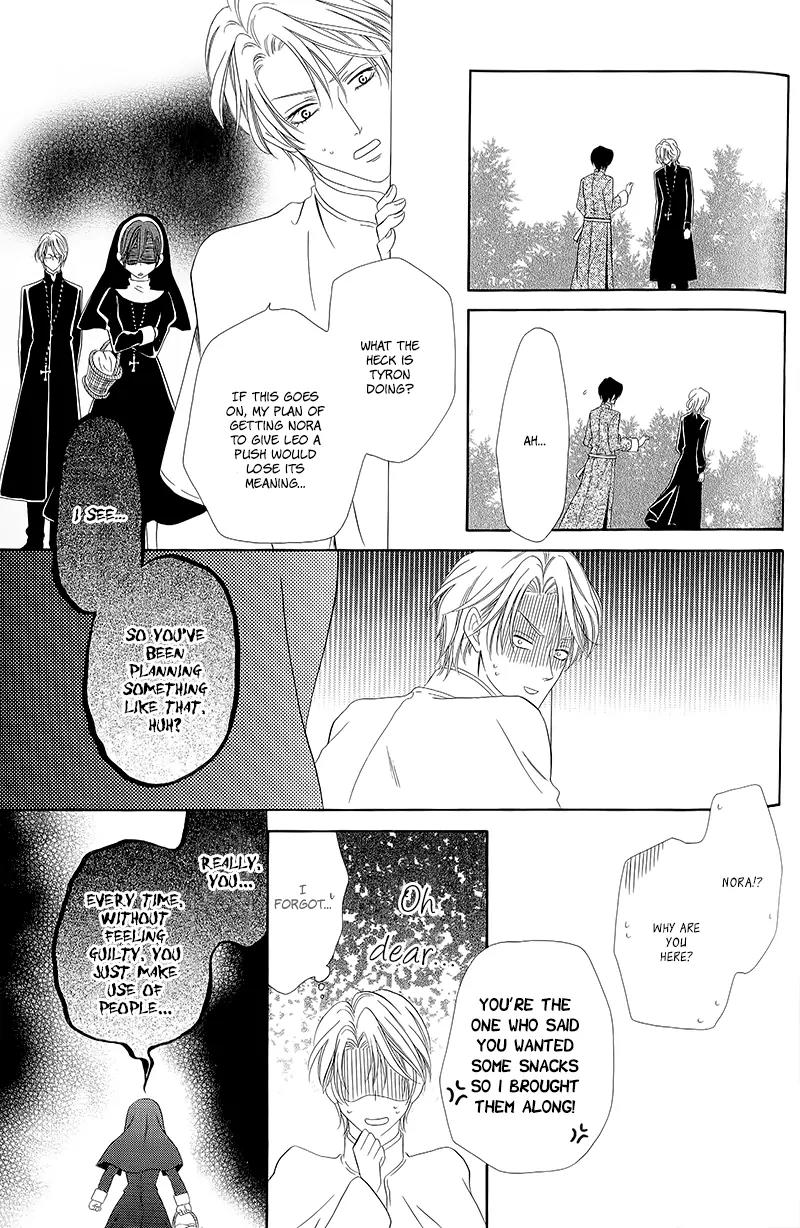 AH...
WHAT THE
HECK IS
TYRON
DOING?
IF THIS GOES
ON, MY PLAN OF
GETTING NORA
TO GIVE LEO A
PUSH WOULD
LOSE ITS
MEANING...
I SEE...
SO YOU'VE
BEEN
PLANNING
SOMETHING
LIKE THAT,
HUH?
NORA!?
WHY ARE
YOU
HERE?
YOU'RE THE
ONE WHO SAID
YOU WANTED
SOME SNACKS
SO I BROUGHT
THEM ALONG!
Oh
dear...
I
FORGOT...
REALLY,
YOU...
EVERY TIME,
WITHOUT
FEELING
GUILTY, YOU
JUST MAKE
USE OF
PEOPLE...